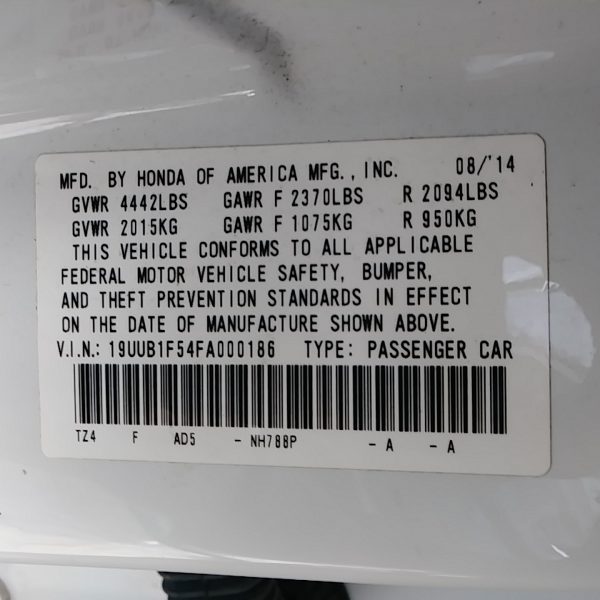 MFD. BY HONDA OF AMERICA MFG., INC. 08/'14
GVWR 4442LBS GAWR F 2370LBS R 2094LBS
GVWR 2015KG GAWR F 1075KG R 950KG
THIS VEHICLE CONFORMS TO ALL APPLICABLE
FEDERAL MOTOR VEHICLE SAFETY, BUMPER,
AND THEFT PREVENTION STANDARDS IN EFFECT
ON THE DATE OF MANUFACTURE SHOWN ABOVE.
V.I.N.: 19UUB1F54FA000186 TYPE: PASSENGER CAR
TZ4 F AD5 - NH788P - A - A